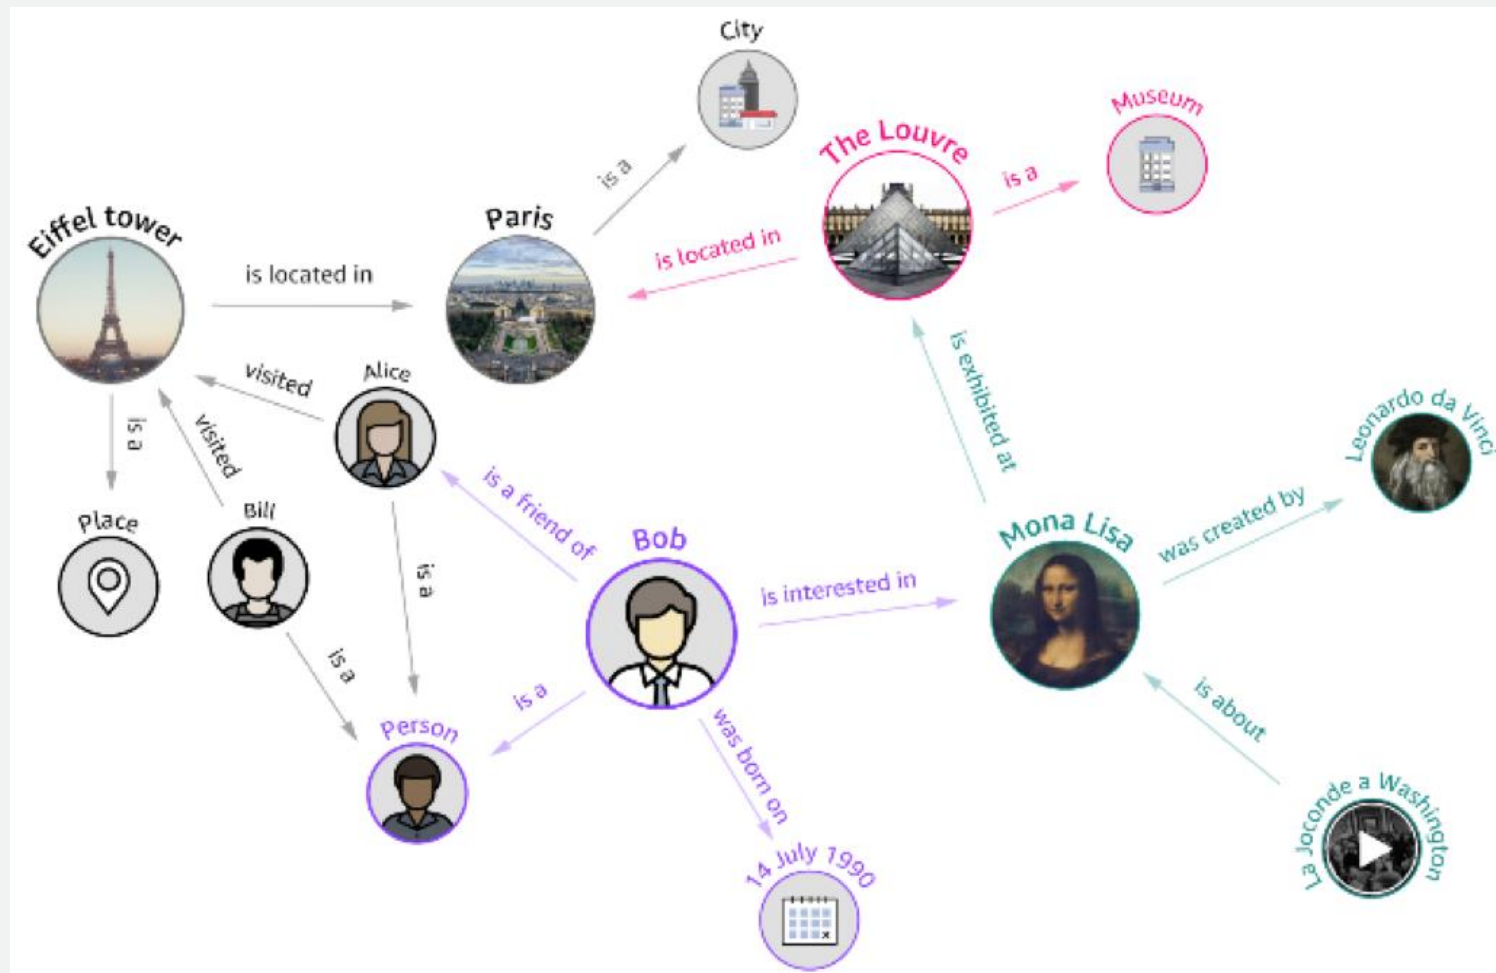 City
Museum
The Louvre
is a
is a
Eiffel tower
Paris
is located in
is located in
visited
Alice
is exhibited at
is a
visited
Leonardo da Vinci
is a friend of
Place
Bill
Bob
Mona Lisa
was created by
is a
is interested in
is a
is a
is about
Person
was born on
La Joconde a Washington
14 July 1990